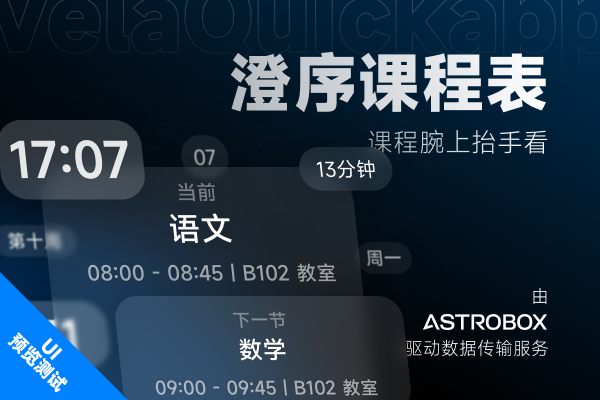 VelaQuickapp
澄序课程表
课程腕上抬手看
17:07
07
13分钟
当前
语文
08:00 - 08:45 | B102 教室
第十周
周一
下一节
数学
09:00 - 09:45 | B102 教室
由
ASTROBOX
驱动数据传输服务
UI
预览测试